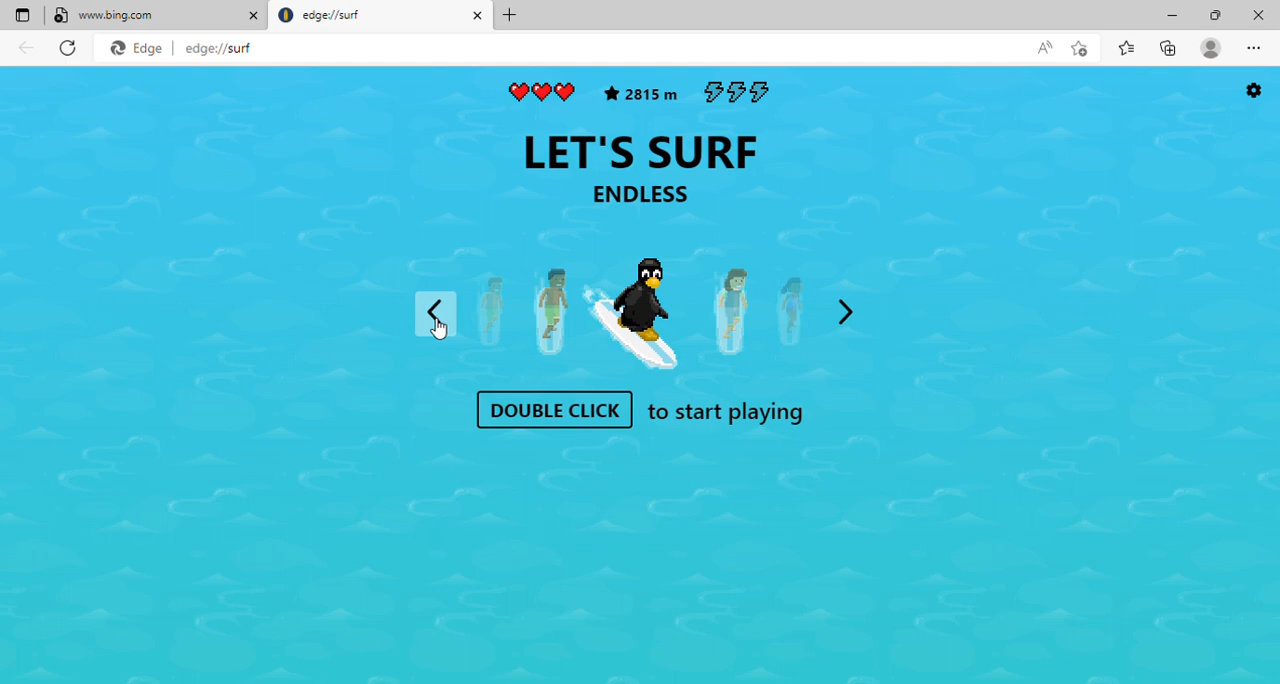 www.bing.com
edge://surf
Edge | edge://surf
2815 m
LET'S SURF
ENDLESS
DOUBLE CLICK to start playing